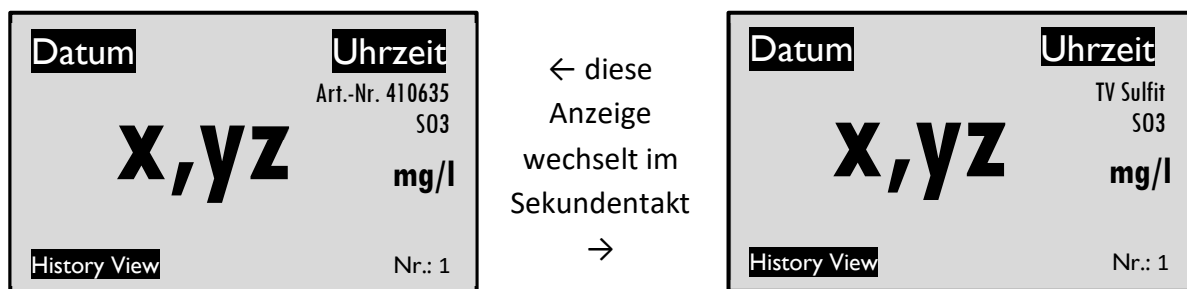 Datum Uhrzeit
Art.-Nr. 410635
SO3
x,yz mg/l
History View Nr.: 1
← diese
Anzeige
wechselt im
Sekundentakt
→
Datum Uhrzeit
TV Sulfit
SO3
x,yz mg/l
History View Nr.: 1